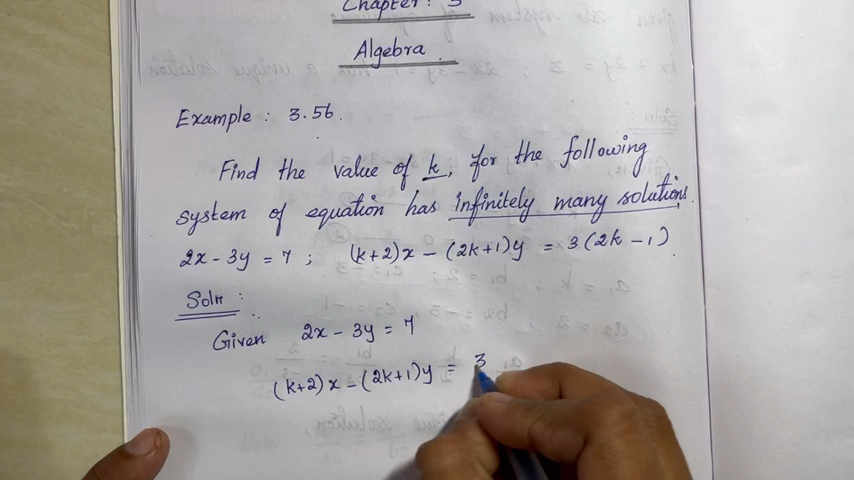 Chapter : 3
Algebra
Example : 3.56.
Find the value of k, for the following
system of equation has infinitely many solutions.
2x - 3y = 7 ; (k+2)x - (2k+1)y = 3(2k-1).
Soln :
Given 2x - 3y = 7
(k+2)x - (2k+1)y = 3